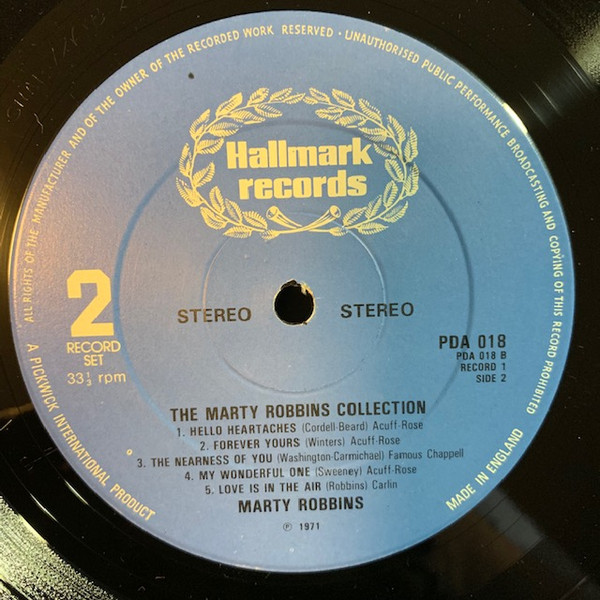 ALL RIGHTS OF THE MANUFACTURER AND OF THE OWNER OF THE RECORDED WORK RESERVED · UNAUTHORISED PUBLIC PERFORMANCE BROADCASTING AND COPYING OF THIS RECORD PROHIBITED
Hallmark
records
2
RECORD
SET
33 1/3 rpm
STEREO STEREO
PDA 018
PDA 018 B
RECORD 1
SIDE 2
THE MARTY ROBBINS COLLECTION
1. HELLO HEARTACHES (Cordell-Beard) Acuff-Rose
2. FOREVER YOURS (Winters) Acuff-Rose
3. THE NEARNESS OF YOU (Washington-Carmichael) Famous Chappell
4. MY WONDERFUL ONE (Sweeney) Acuff-Rose
5. LOVE IS IN THE AIR (Robbins) Carlin
MARTY ROBBINS
℗ 1971
A PICKWICK INTERNATIONAL PRODUCT
MADE IN ENGLAND